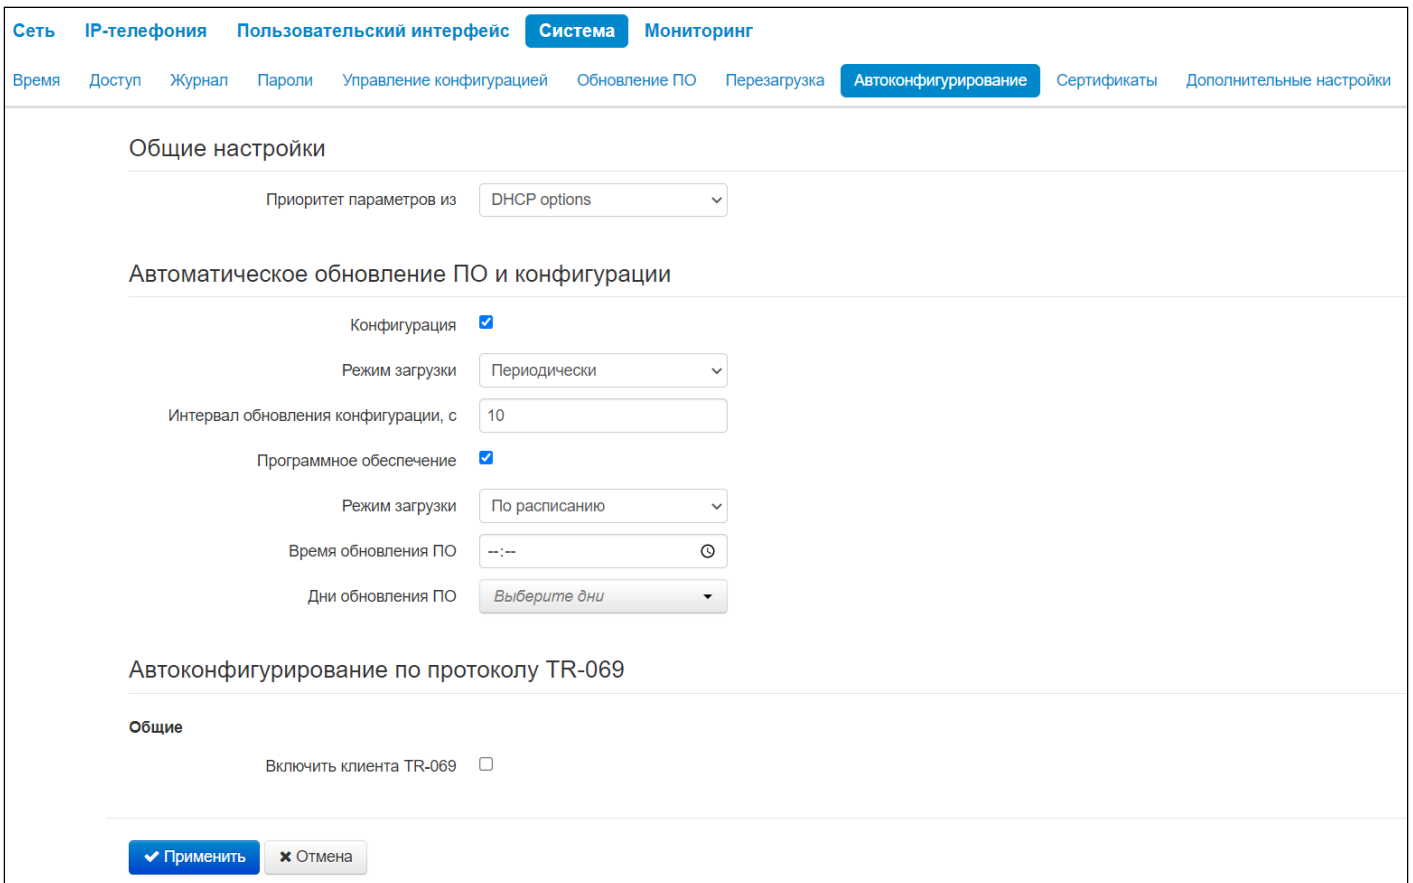 Сеть IP-телефония Пользовательский интерфейс Система Мониторинг
Время Доступ Журнал Пароли Управление конфигурацией Обновление ПО Перезагрузка Автоконфигурирование Сертификаты Дополнительные настройки
Общие настройки
Приоритет параметров из DHCP options
Автоматическое обновление ПО и конфигурации
Конфигурация
Режим загрузки Периодически
Интервал обновления конфигурации, с 10
Программное обеспечение
Режим загрузки По расписанию
Время обновления ПО --:--
Дни обновления ПО Выберите дни
Автоконфигурирование по протоколу TR-069
Общие
Включить клиента TR-069
Применить Отмена